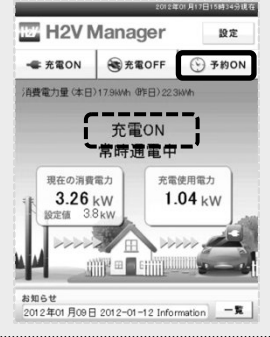 2012年01月17日15時34分現在
H2V H2V Manager 設定
充電ON 充電OFF 予約ON
消費電力量(本日)17.9kWh (昨日)22.3kWh
充電ON
常時通電中
現在の消費電力 充電使用電力
3.26 kW 1.04 kW
設定値 3.8kW
お知らせ
2012年01月09日 2012-01-12 Information 一覧